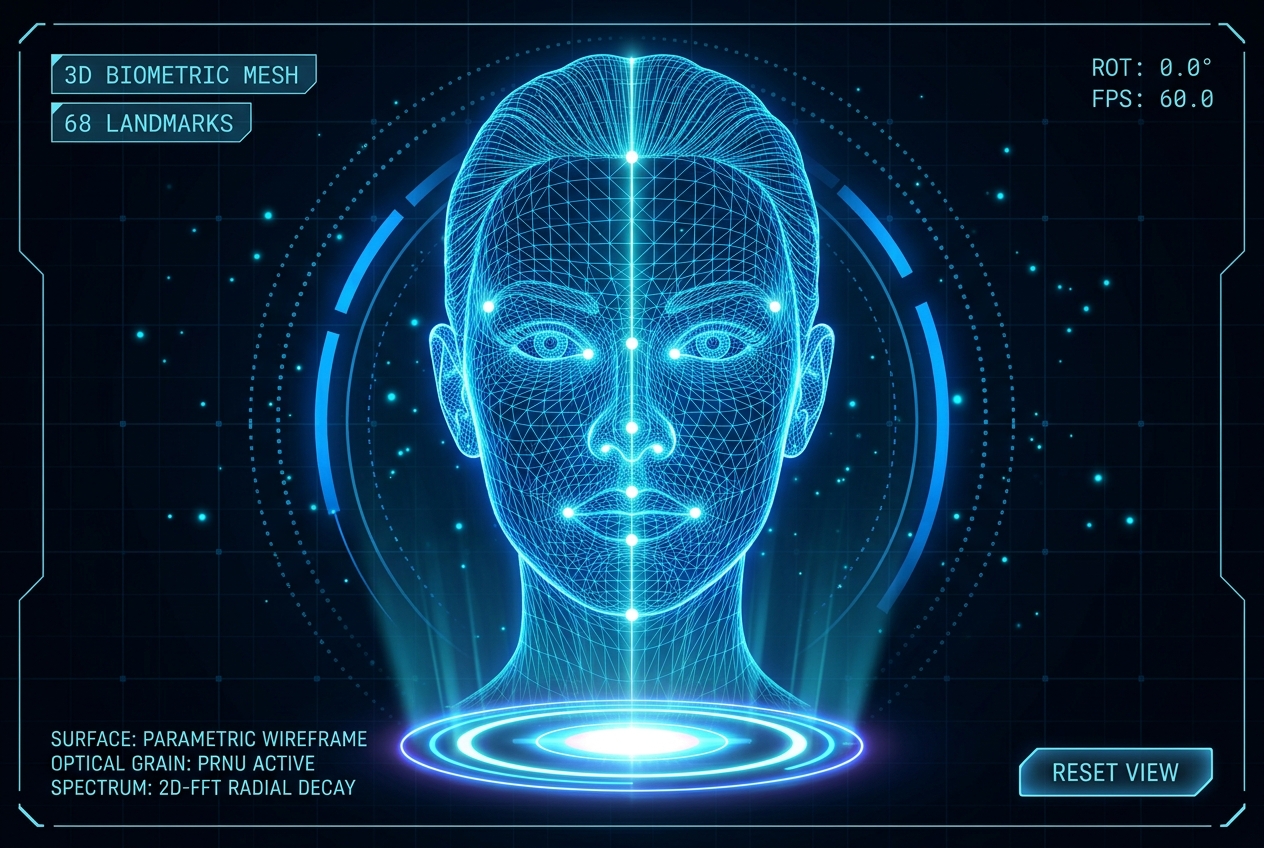 3D BIOMETRIC MESH
68 LANDMARKS
ROT: 0.0°
FPS: 60.0
SURFACE: PARAMETRIC WIREFRAME
OPTICAL GRAIN: PRNU ACTIVE
SPECTRUM: 2D-FFT RADIAL DECAY
RESET VIEW